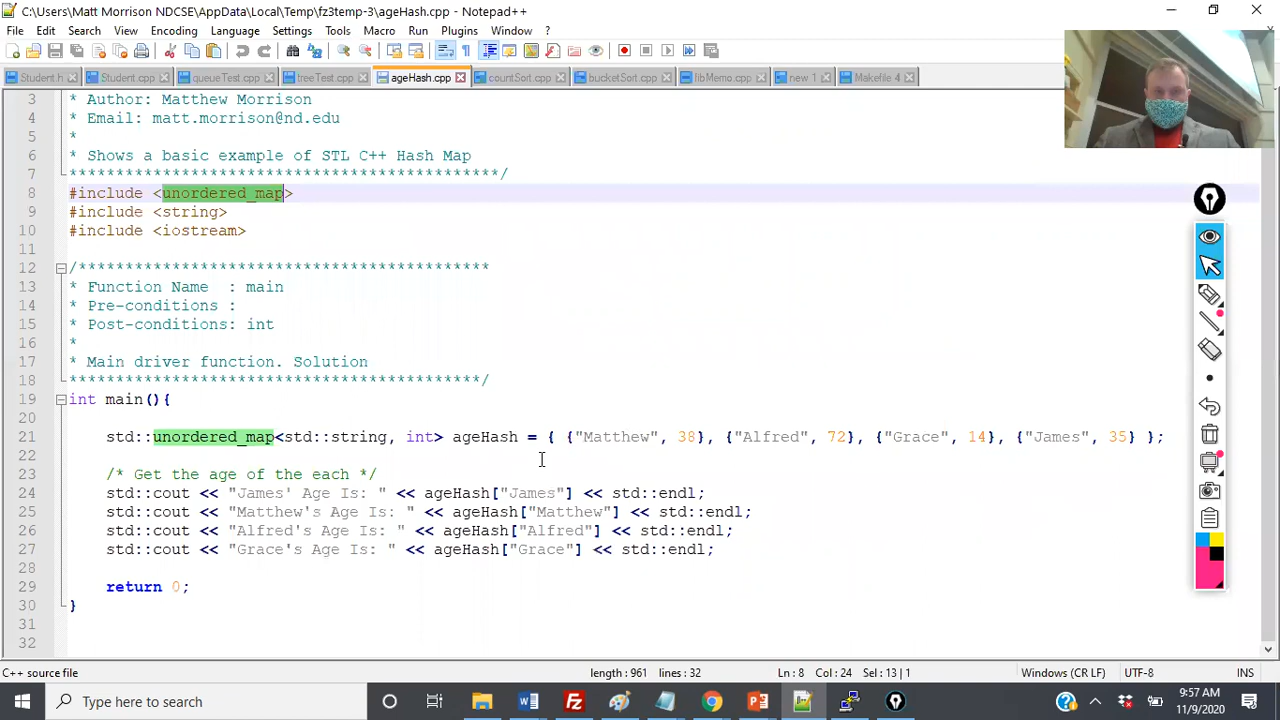 C:\Users\Matt Morrison NDCSE\AppData\Local\Temp\fz3temp-3\ageHash.cpp - Notepad++
File Edit Search View Encoding Language Settings Tools Macro Run Plugins Window ?
Student.h Student.cpp queueTest.cpp treeTest.cpp ageHash.cpp countSort.cpp bucketSort.cpp fibMemo.cpp new 1 Makefile 4
3 * Author: Matthew Morrison
4 * Email: matt.morrison@nd.edu
5 *
6 * Shows a basic example of STL C++ Hash Map
7 ********************************************/
8 #include <unordered_map>
9 #include <string>
10 #include <iostream>
11
12 /********************************************
13 * Function Name  : main
14 * Pre-conditions :
15 * Post-conditions: int
16 *
17 * Main driver function. Solution
18 ********************************************/
19 int main(){
20
21 std::unordered_map<std::string, int> ageHash = { {"Matthew", 38}, {"Alfred", 72}, {"Grace", 14}, {"James", 35} };
22
23 /* Get the age of the each */
24 std::cout << "James' Age Is: " << ageHash["James"] << std::endl;
25 std::cout << "Matthew's Age Is: " << ageHash["Matthew"] << std::endl;
26 std::cout << "Alfred's Age Is: " << ageHash["Alfred"] << std::endl;
27 std::cout << "Grace's Age Is: " << ageHash["Grace"] << std::endl;
28
29 return 0;
30 }
31
32
C++ source file length : 961 lines : 32 Ln : 8 Col : 24 Sel : 13 | 1 Windows (CR LF) UTF-8 INS
Type here to search
9:57 AM
11/9/2020